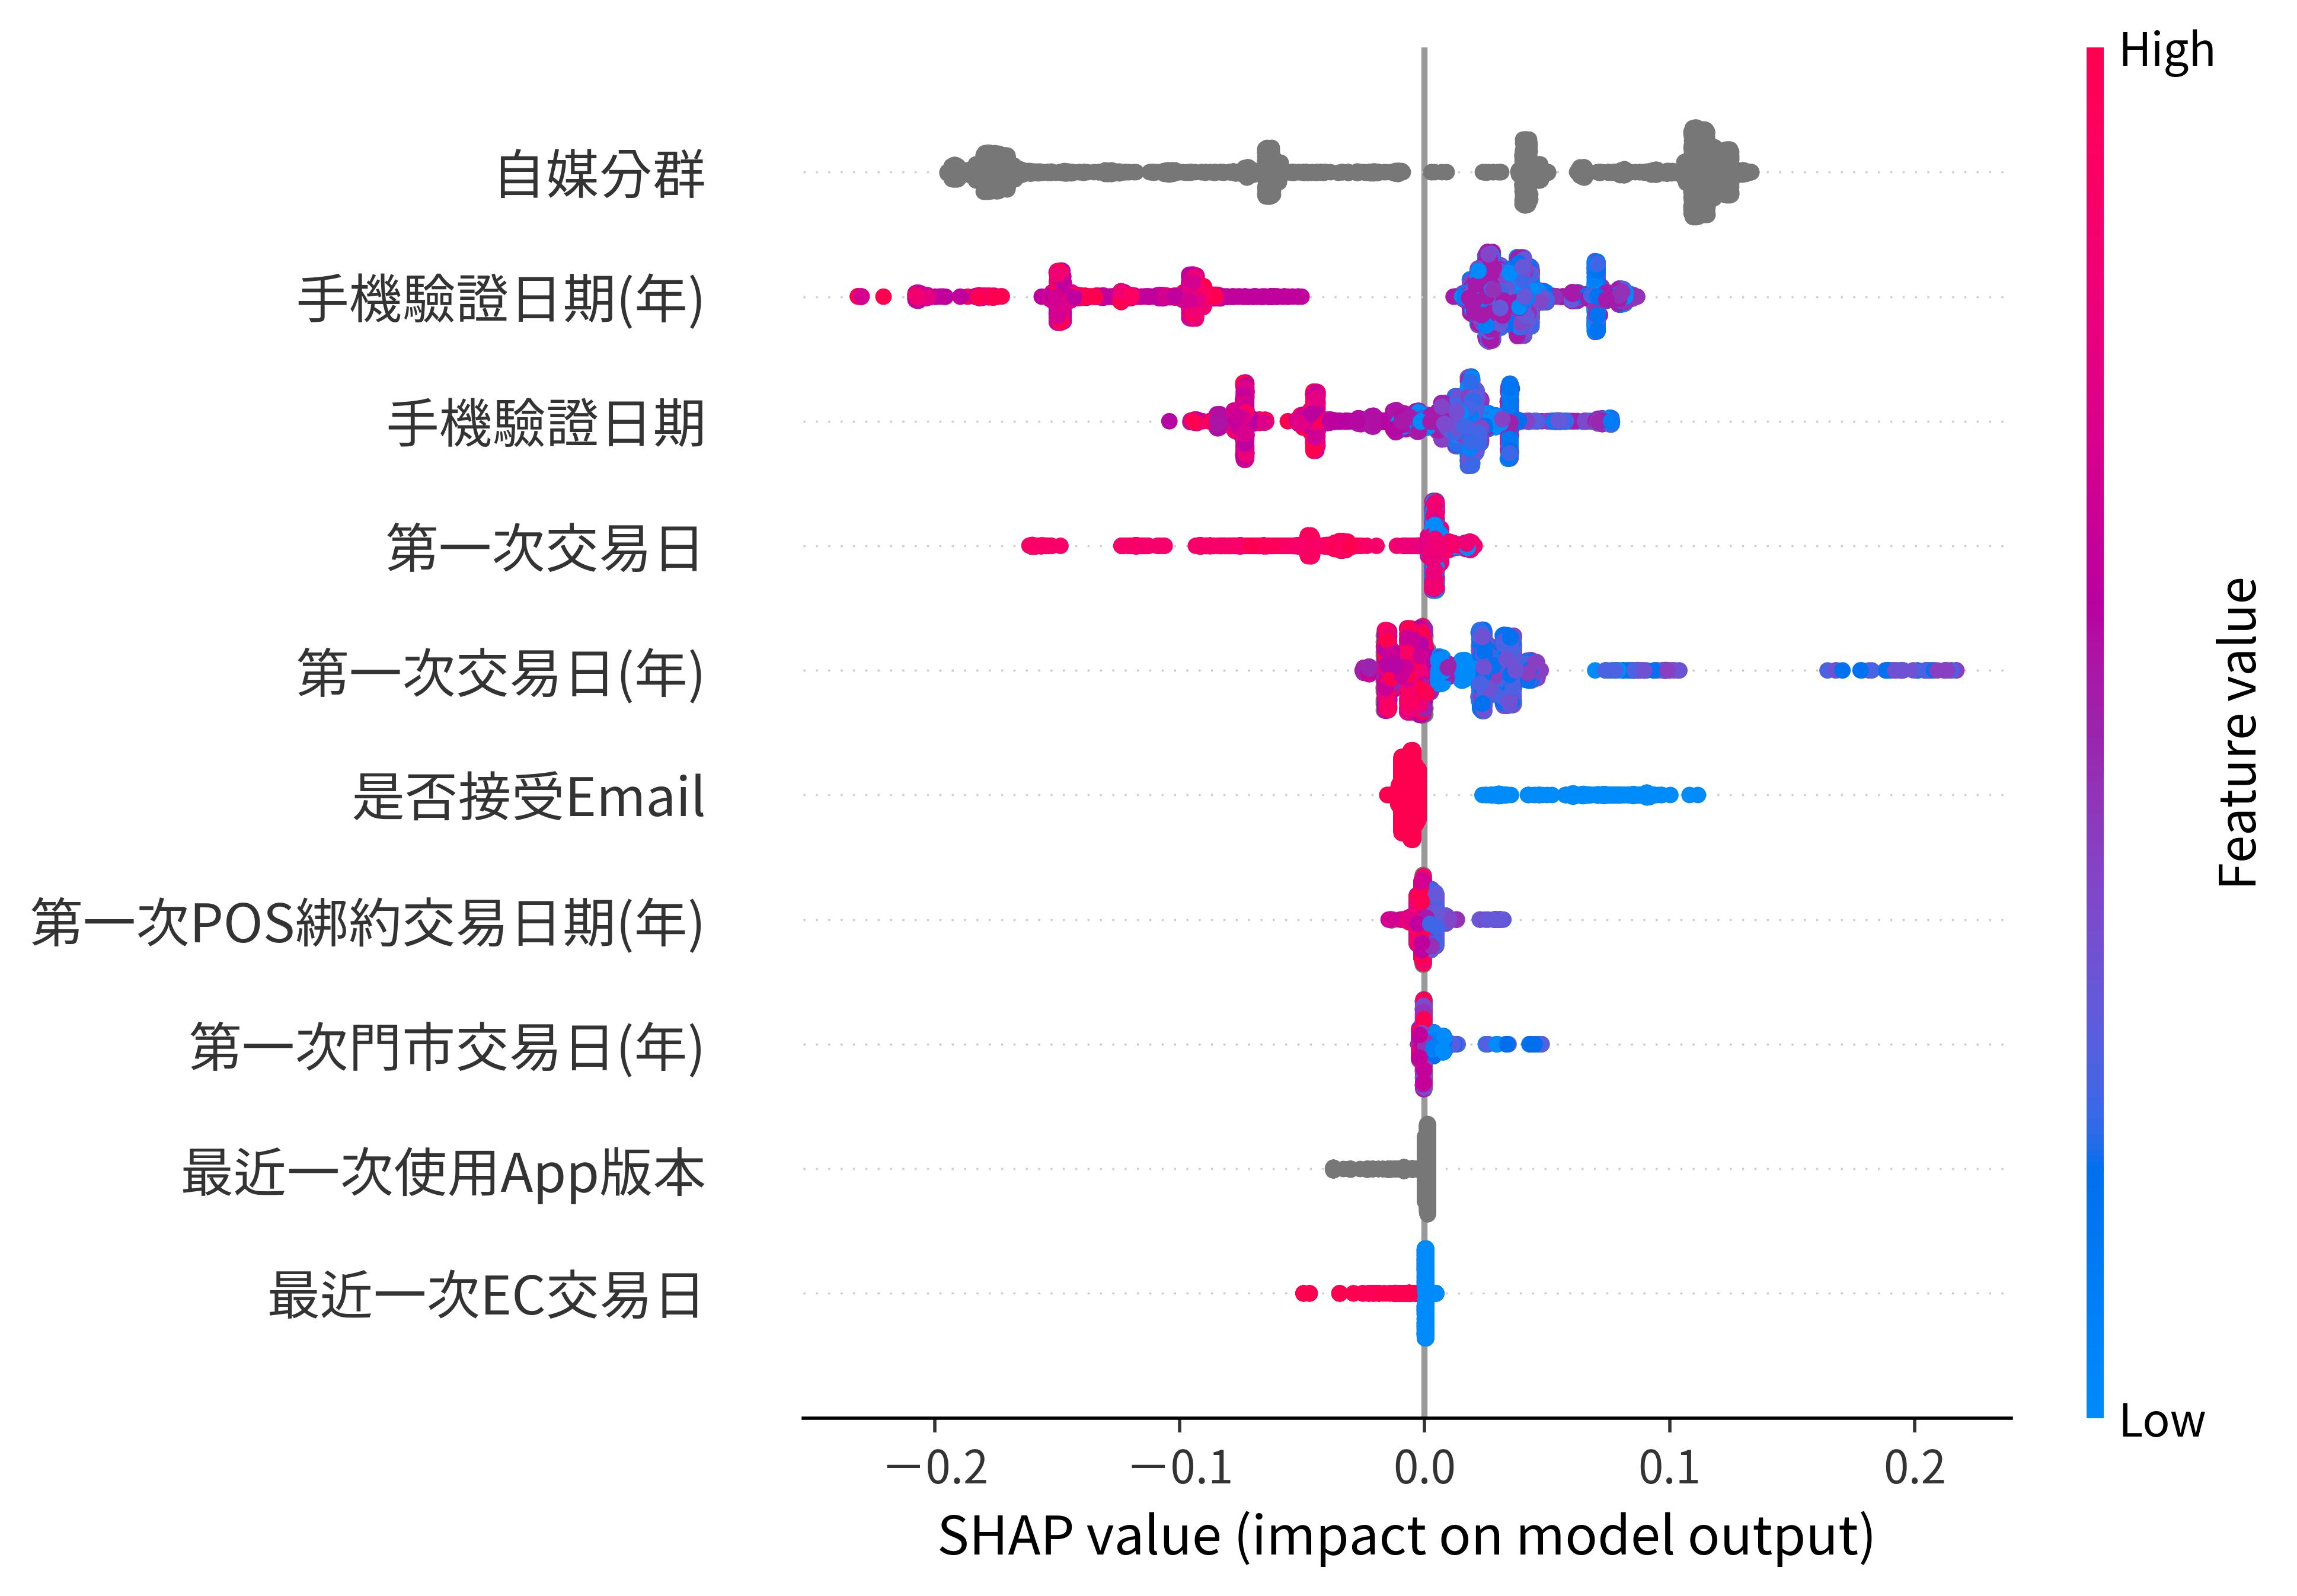 High
自媒分群
手機驗證日期(年)
手機驗證日期
第一次交易日
第一次交易日(年)
是否接受Email
第一次POS綁約交易日期(年)
第一次門市交易日(年)
最近一次使用App版本
最近一次EC交易日
Feature value
Low
−0.2 −0.1 0.0 0.1 0.2
SHAP value (impact on model output)